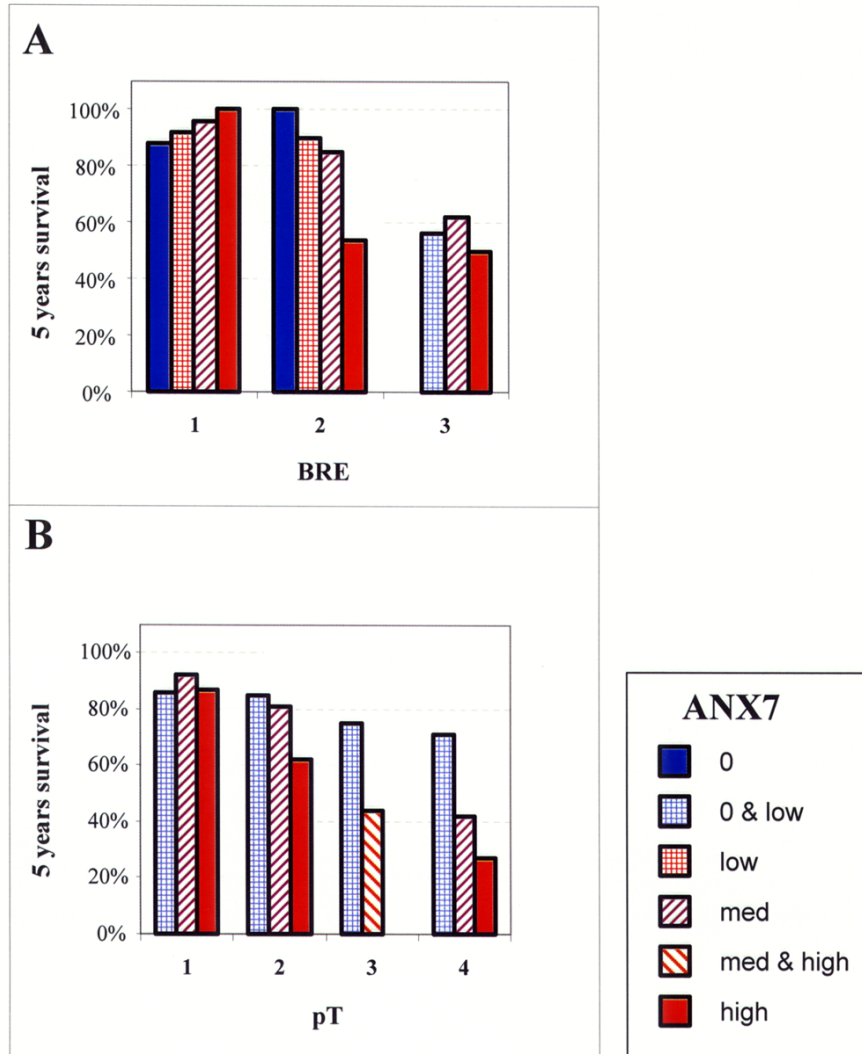 A
100%
80%
60%
40%
20%
0%
5 years survival
1 2 3
BRE
B
100%
80%
60%
40%
20%
0%
5 years survival
1 2 3 4
pT
ANX7
0
0 & low
low
med
med & high
high